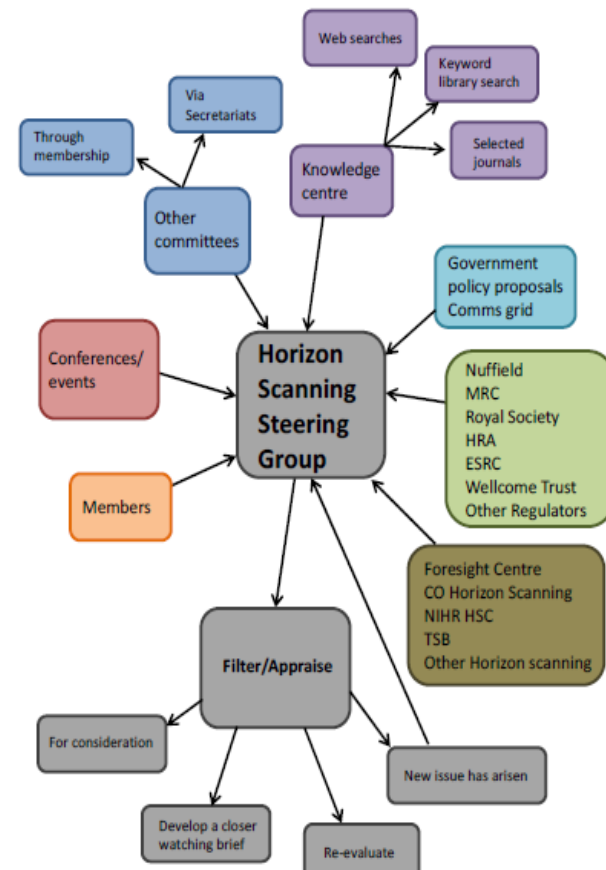 Web searches
Keyword
library search
Via
Secretariats
Through
membership
Selected
journals
Knowledge
centre
Other
committees
Government
policy proposals
Comms grid
Horizon
Scanning
Steering
Group
Conferences/
events
Nuffield
MRC
Royal Society
HRA
ESRC
Wellcome Trust
Other Regulators
Members
Foresight Centre
CO Horizon Scanning
NIHR HSC
TSB
Other Horizon scanning
Filter/Appraise
For consideration
New issue has arisen
Develop a closer
watching brief
Re-evaluate